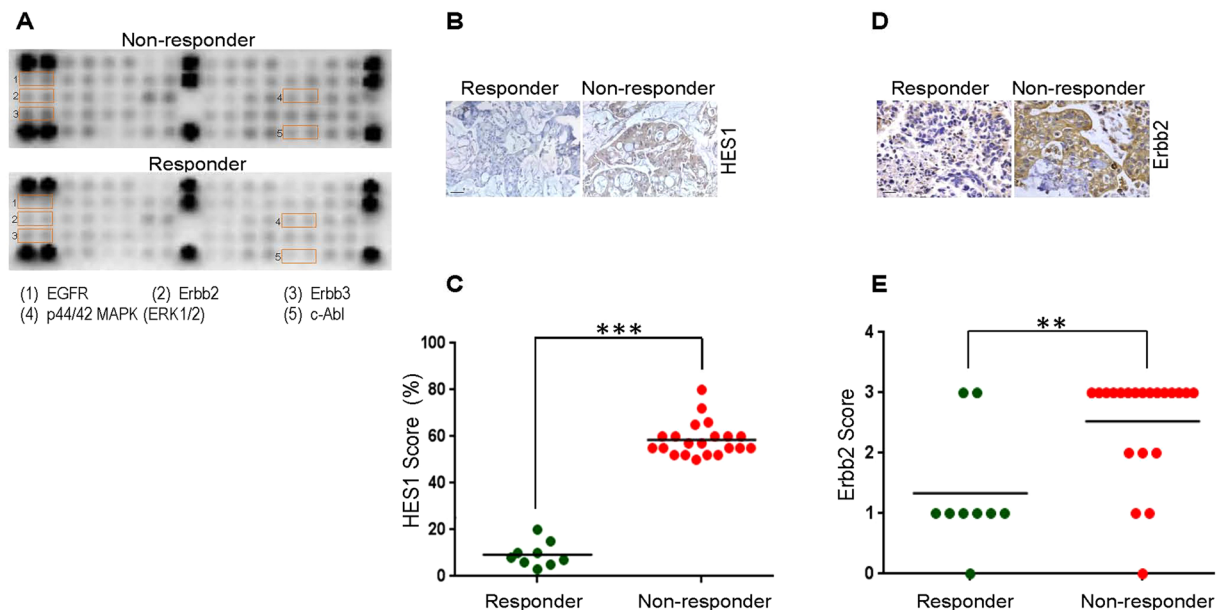 A
Non-responder
1
2
3
4
5
Responder
1
2
3
4
5
(1) EGFR (2) Erbb2 (3) Erbb3
(4) p44/42 MAPK (ERK1/2) (5) c-Abl
B
Responder Non-responder
HES1
C
***
HES1 Score (%)
100
80
60
40
20
0
Responder Non-responder
D
Responder Non-responder
Erbb2
E
**
Erbb2 Score
4
3
2
1
0
Responder Non-responder